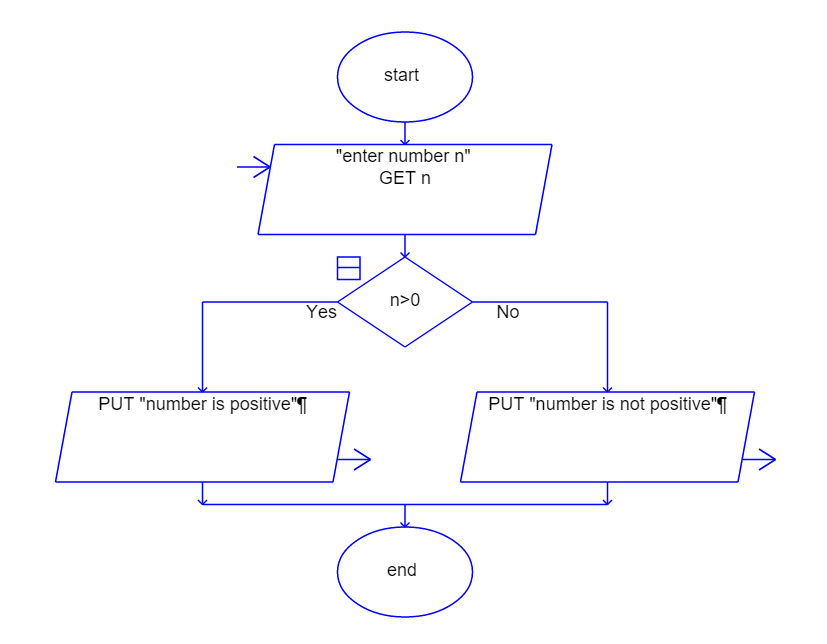 start
"enter number n"
GET n
n>0
Yes
No
PUT "number is positive"¶
PUT "number is not positive"¶
end